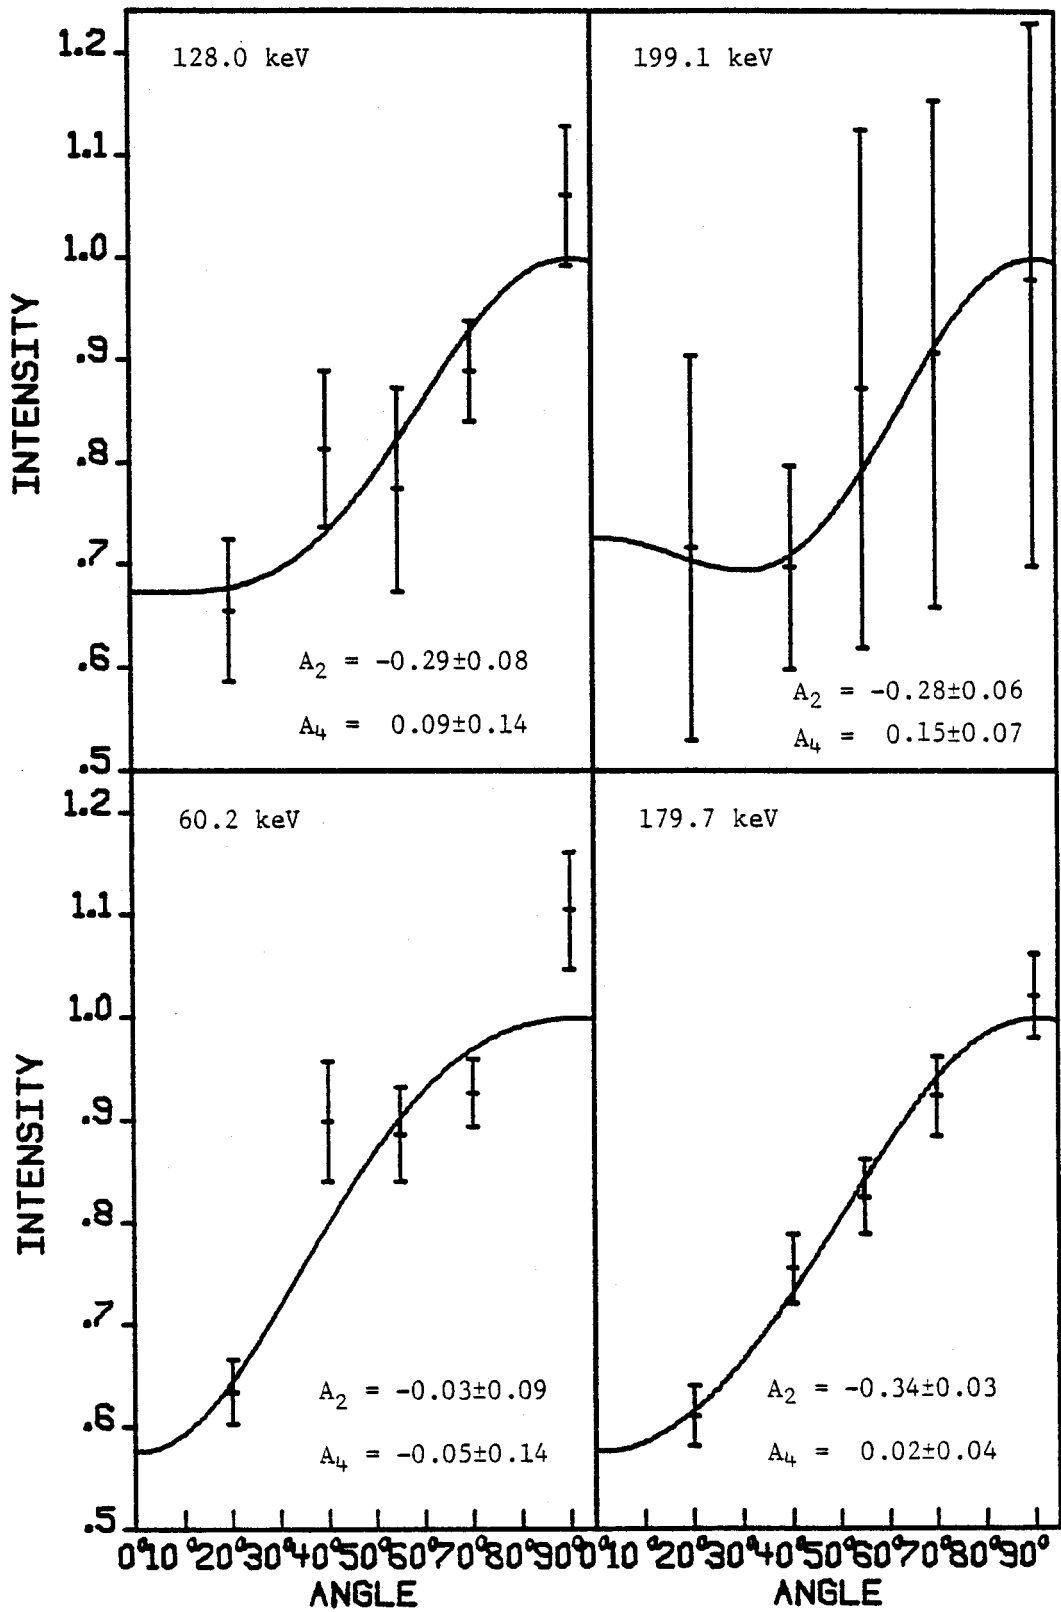 128.0 keV
199.1 keV
1.2
1.1
1.0
.9
.8
.7
.6
.5
INTENSITY
A₂ = -0.29±0.08
A₄ = 0.09±0.14
A₂ = -0.28±0.06
A₄ = 0.15±0.07
60.2 keV
179.7 keV
1.2
1.1
1.0
.9
.8
.7
.6
.5
INTENSITY
A₂ = -0.03±0.09
A₄ = -0.05±0.14
A₂ = -0.34±0.03
A₄ = 0.02±0.04
0° 10° 20° 30° 40° 50° 60° 70° 80° 90° 0° 10° 20° 30° 40° 50° 60° 70° 80° 90°
ANGLE ANGLE